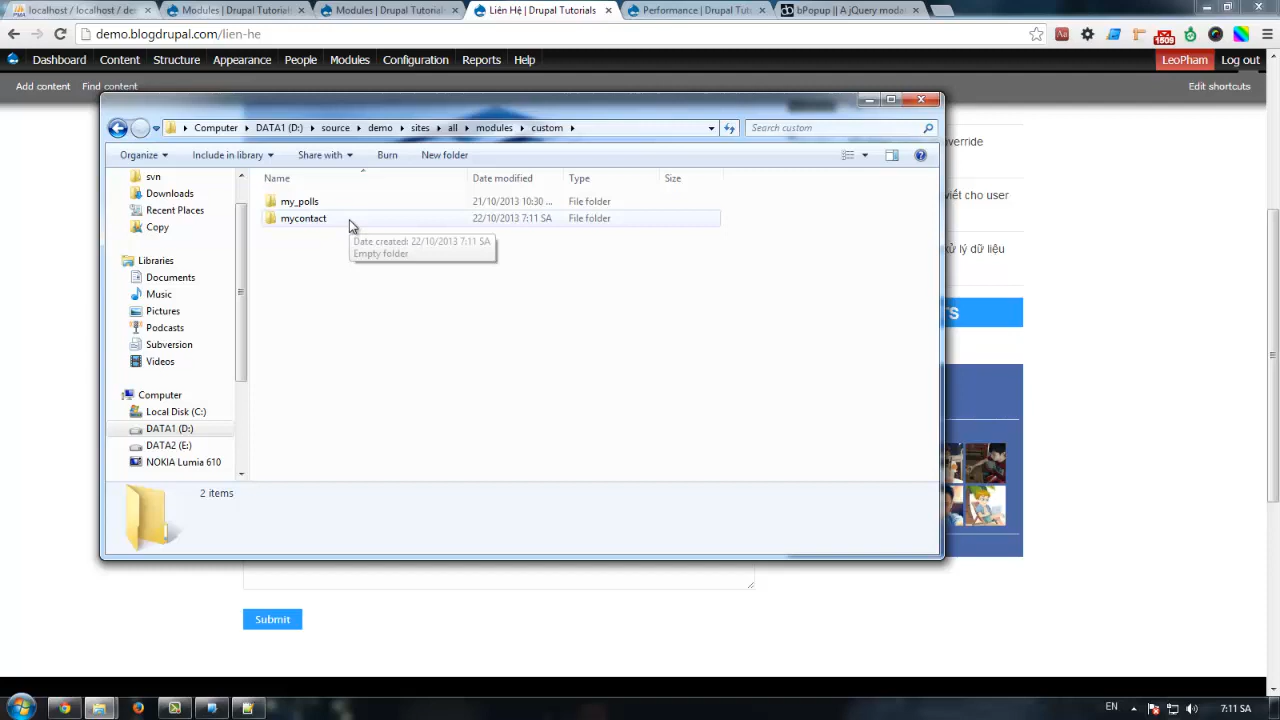 localhost / localhost / de
Modules | Drupal Tutorials
Modules | Drupal Tutorials
Liên Hệ | Drupal Tutorials
Performance | Drupal Tut
bPopup || A jQuery moda
demo.blogdrupal.com/lien-he
1509
Dashboard Content Structure Appearance People Modules Configuration Reports Help LeoPham Log out
Add content Find content Edit shortcuts
Computer DATA1 (D:) source demo sites all modules custom Search custom
Organize Include in library Share with Burn New folder
svn
Downloads
Recent Places
Copy
Libraries
Documents
Music
Pictures
Podcasts
Subversion
Videos
Computer
Local Disk (C:)
DATA1 (D:)
DATA2 (E:)
NOKIA Lumia 610
Name Date modified Type Size
my_polls 21/10/2013 10:30 ... File folder
mycontact 22/10/2013 7:11 SA File folder
Date created: 22/10/2013 7:11 SA
Empty folder
2 items
verride
viết cho user
xử lý dữ liệu
TS
Submit
EN 7:11 SA